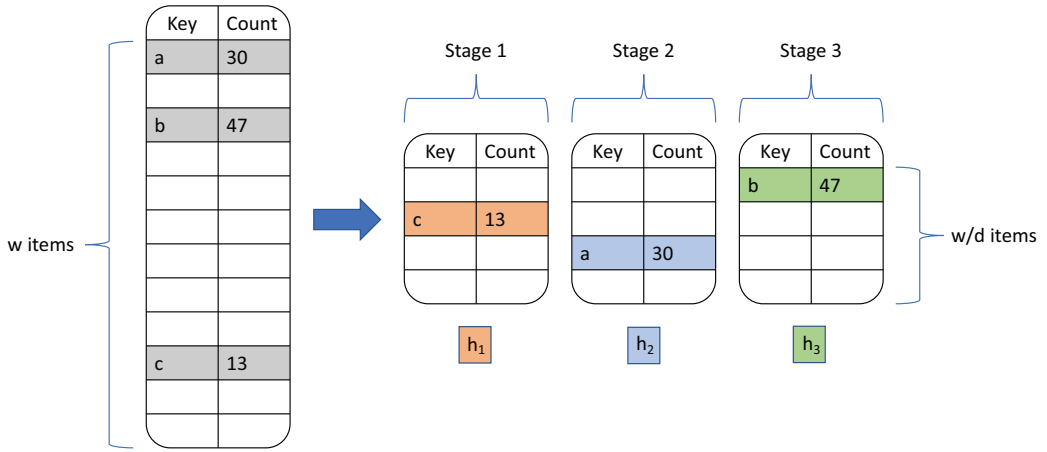 Key Count
a 30
b 47
c 13
w items
Stage 1
Key Count
c 13
h1
Stage 2
Key Count
a 30
h2
Stage 3
Key Count
b 47
h3
w/d items